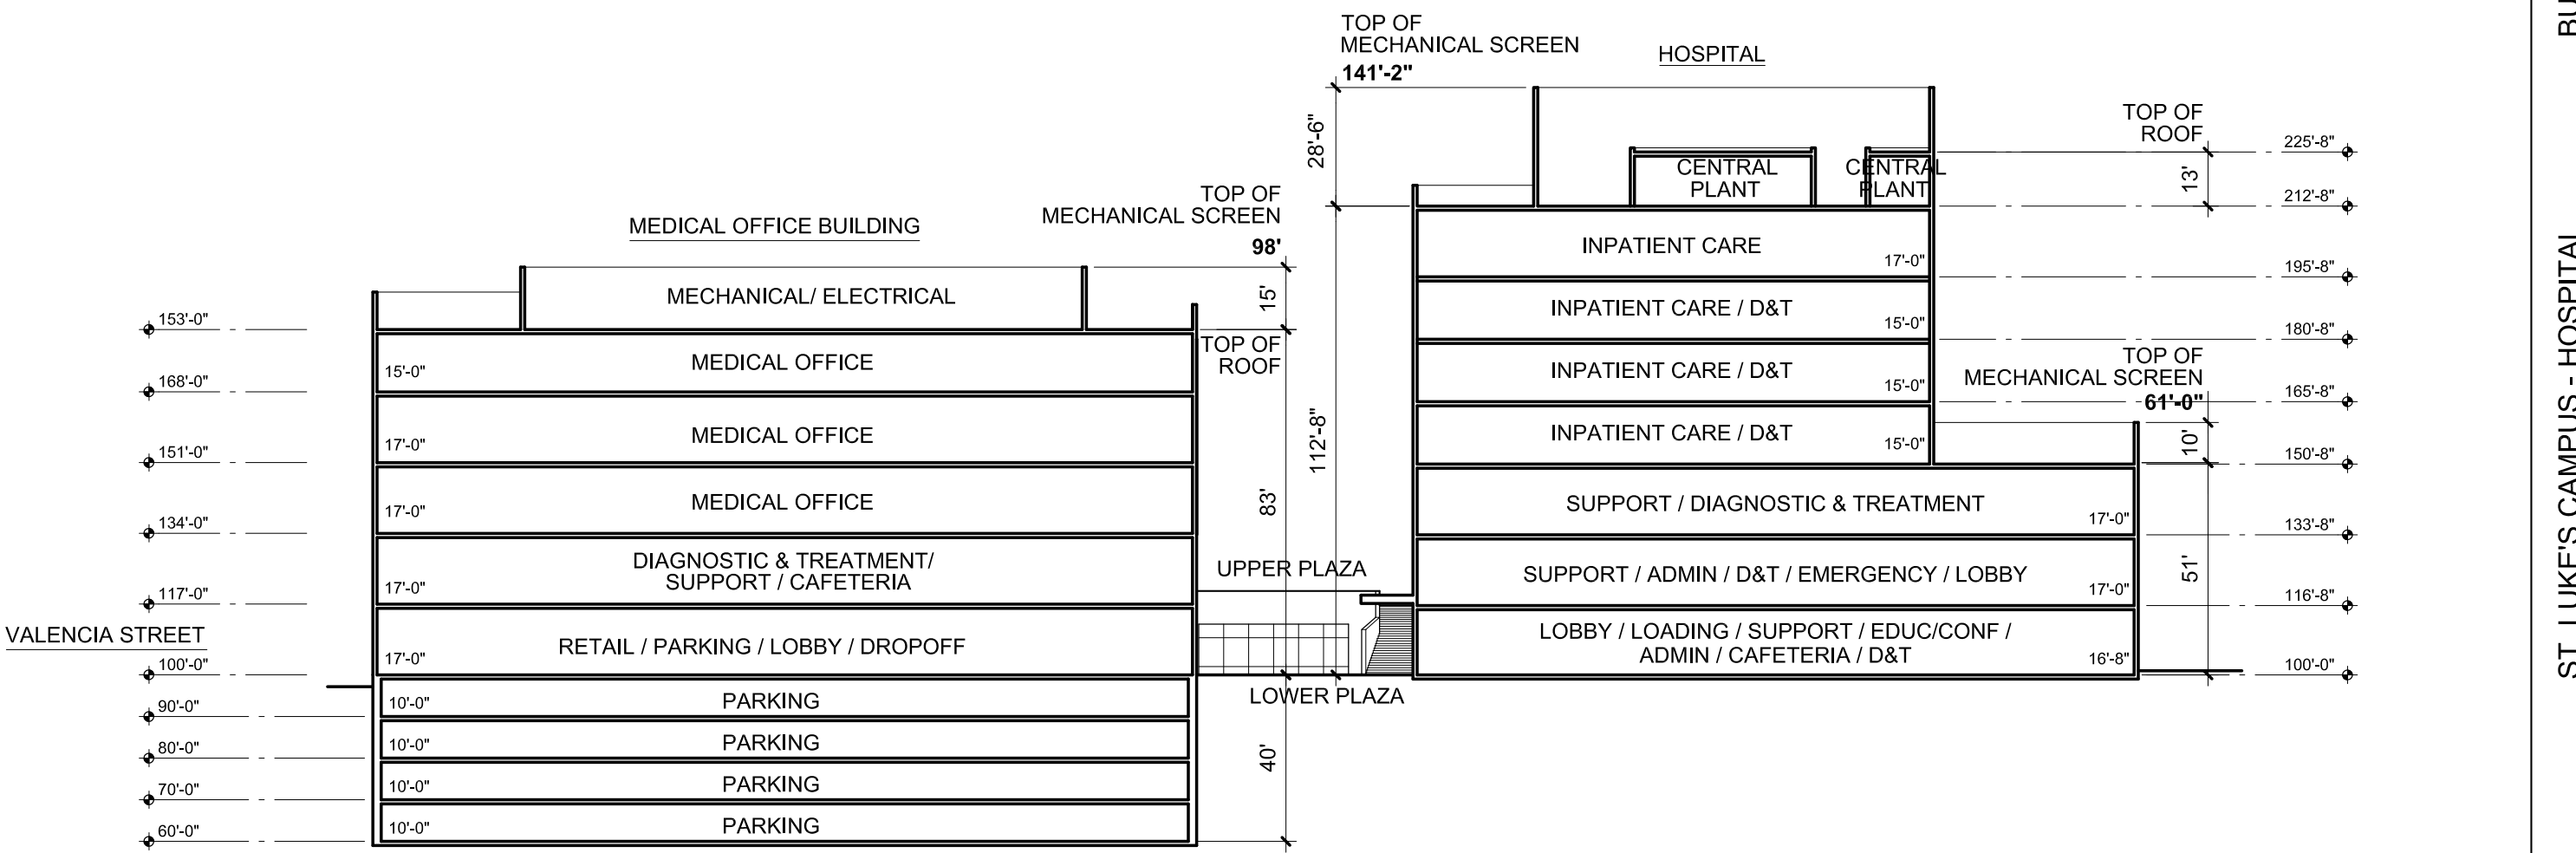 TOP OF
MECHANICAL SCREEN
141'-2"
HOSPITAL
28'-6"
TOP OF
ROOF
225'-8"
13'
212'-8"
CENTRAL
PLANT
CENTRAL
PLANT
INPATIENT CARE
17'-0"
195'-8"
INPATIENT CARE / D&T
15'-0"
180'-8"
INPATIENT CARE / D&T
15'-0"
TOP OF
MECHANICAL SCREEN
61'-0"
165'-8"
INPATIENT CARE / D&T
15'-0"
10'
150'-8"
SUPPORT / DIAGNOSTIC & TREATMENT
17'-0"
133'-8"
SUPPORT / ADMIN / D&T / EMERGENCY / LOBBY
17'-0"
51'
116'-8"
LOBBY / LOADING / SUPPORT / EDUC/CONF /
ADMIN / CAFETERIA / D&T
16'-8"
100'-0"
112'-8"
MEDICAL OFFICE BUILDING
TOP OF
MECHANICAL SCREEN
98'
15'
TOP OF
ROOF
83'
40'
MECHANICAL/ ELECTRICAL
153'-0"
15'-0"
MEDICAL OFFICE
168'-0"
17'-0"
MEDICAL OFFICE
151'-0"
17'-0"
MEDICAL OFFICE
134'-0"
17'-0"
DIAGNOSTIC & TREATMENT/
SUPPORT / CAFETERIA
117'-0"
VALENCIA STREET
17'-0"
RETAIL / PARKING / LOBBY / DROPOFF
100'-0"
10'-0"
PARKING
90'-0"
10'-0"
PARKING
80'-0"
10'-0"
PARKING
70'-0"
10'-0"
PARKING
60'-0"
UPPER PLAZA
LOWER PLAZA
ST. LUKE'S CAMPUS - HOSPITAL
BU